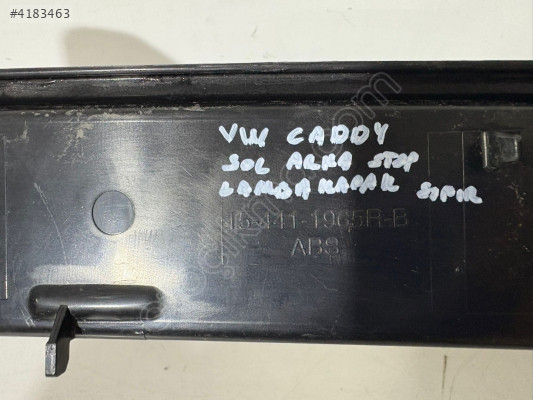 #4183463
VW CADDY
SOL ARKA STOP
LAMBA KAPAK SIFIR
ABS